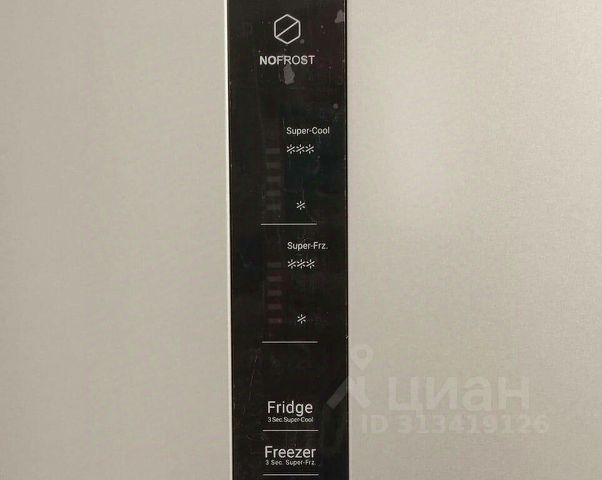 NOFROST
Super-Cool
***
*
Super-Frz.
***
*
Fridge
3 Sec. Super-Cool
Freezer
3 Sec. Super-Frz.
циан
ID 313419126